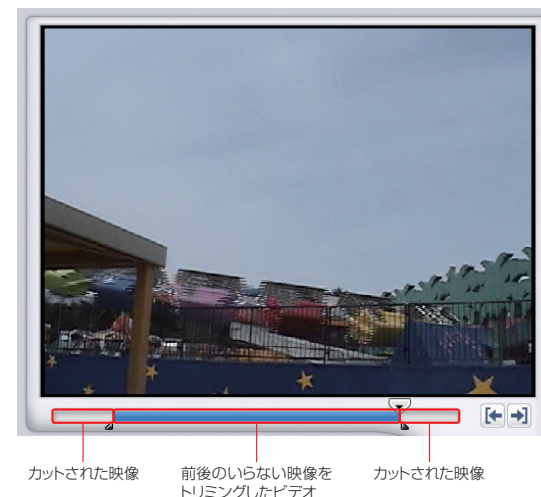 カットされた映像
前後のいらない映像を
トリミングしたビデオ
カットされた映像